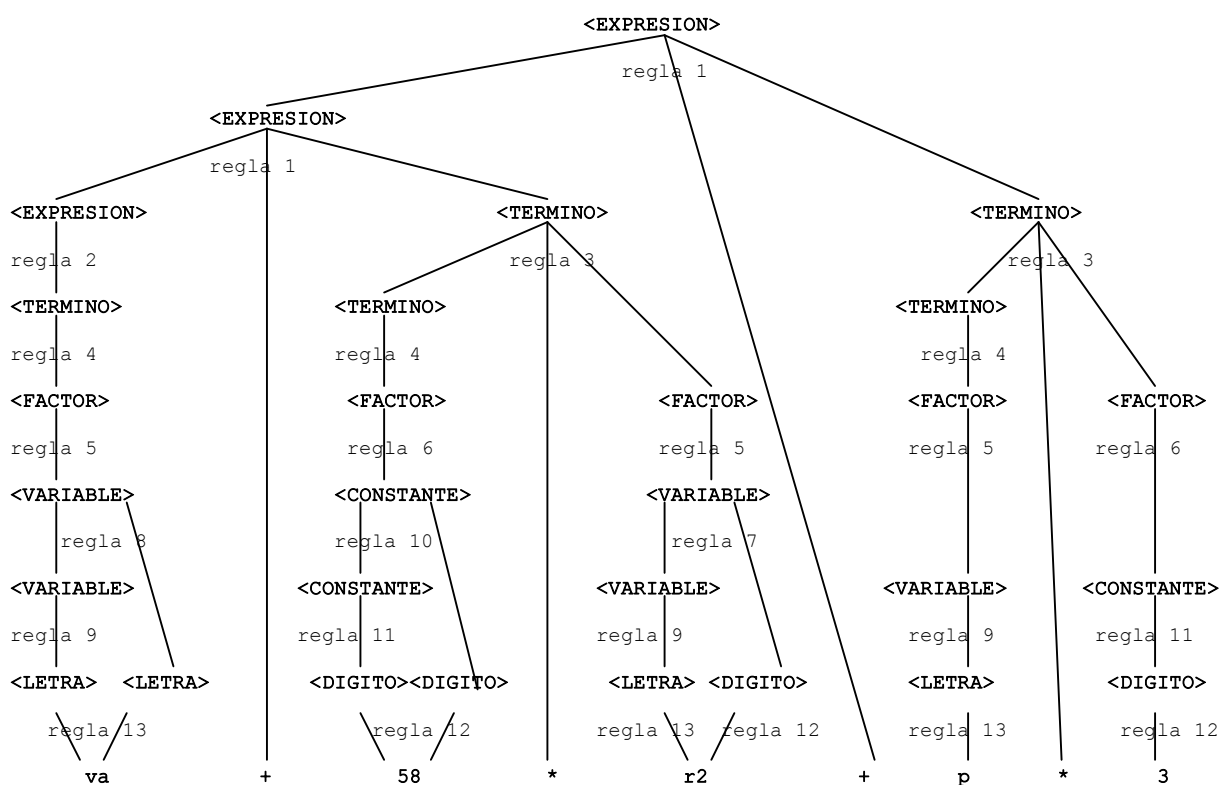 <EXPRESION>
regla 1
<EXPRESION>
regla 1
<EXPRESION> <TERMINO> <TERMINO>
regla 2 regla 3 regla 3
<TERMINO> <TERMINO> <TERMINO>
regla 4 regla 4 regla 4
<FACTOR> <FACTOR> <FACTOR> <FACTOR> <FACTOR>
regla 5 regla 6 regla 5 regla 5 regla 6
<VARIABLE> <CONSTANTE> <VARIABLE>
regla 8 regla 10 regla 7
<VARIABLE> <CONSTANTE> <VARIABLE> <VARIABLE> <CONSTANTE>
regla 9 regla 11 regla 9 regla 9 regla 11
<LETRA> <LETRA> <DIGITO><DIGITO> <LETRA> <DIGITO> <LETRA> <DIGITO>
regla 13 regla 12 regla 13 regla 12 regla 13 regla 12
va + 58 * r2 + p * 3